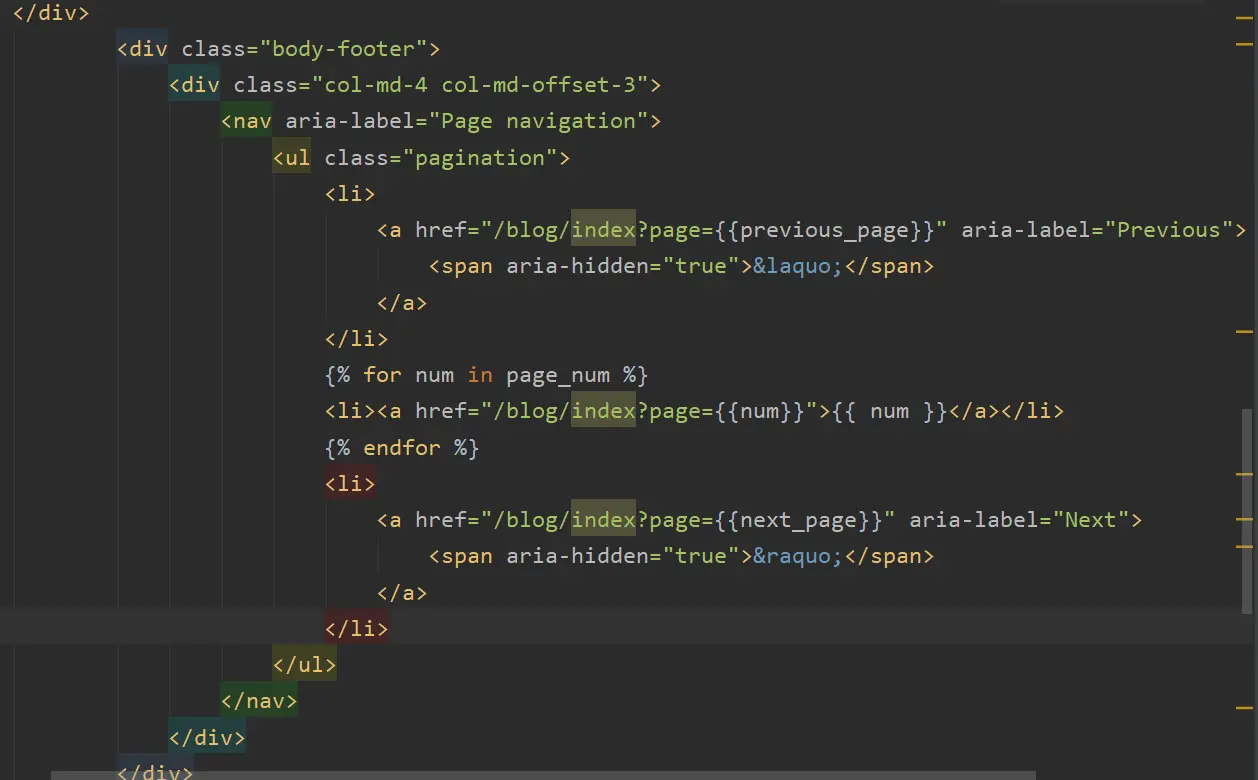 </div>
<div class="body-footer">
<div class="col-md-4 col-md-offset-3">
<nav aria-label="Page navigation">
<ul class="pagination">
<li>
<a href="/blog/index?page={{previous_page}}" aria-label="Previous">
<span aria-hidden="true">&laquo;</span>
</a>
</li>
{% for num in page_num %}
<li><a href="/blog/index?page={{num}}">{{ num }}</a></li>
{% endfor %}
<li>
<a href="/blog/index?page={{next_page}}" aria-label="Next">
<span aria-hidden="true">&raquo;</span>
</a>
</li>
</ul>
</nav>
</div>
</div>